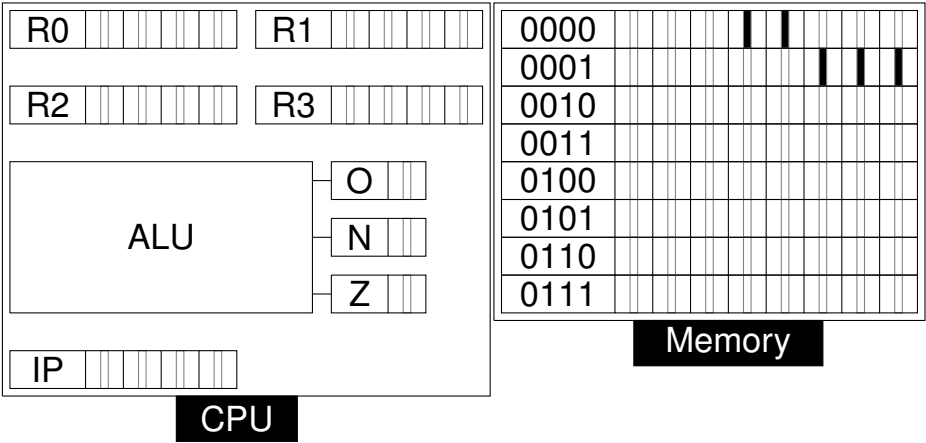 R0 R1 0000
0001
R2 R3 0010
0011
O 0100
ALU N 0101
0110
Z 0111
Memory
IP
CPU